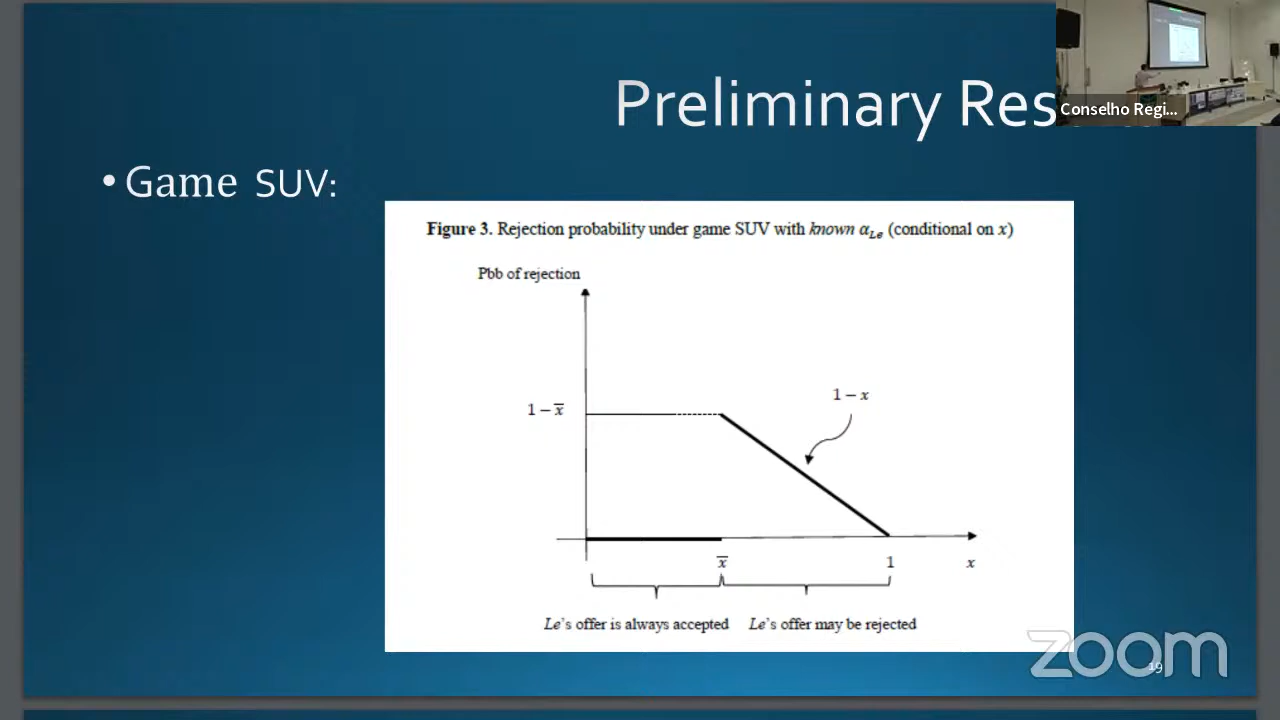 Preliminary Res
Conselho Regi...
• Game SUV:
Figure 3. Rejection probability under game SUV with known αLe (conditional on x)
Pbb of rejection
1 – x̅
1 – x
x̅
1
x
Le's offer is always accepted
Le's offer may be rejected
zoom
19